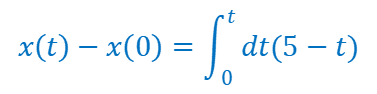 x(t) − x(0) = ∫₀ᵗ dt(5 − t)